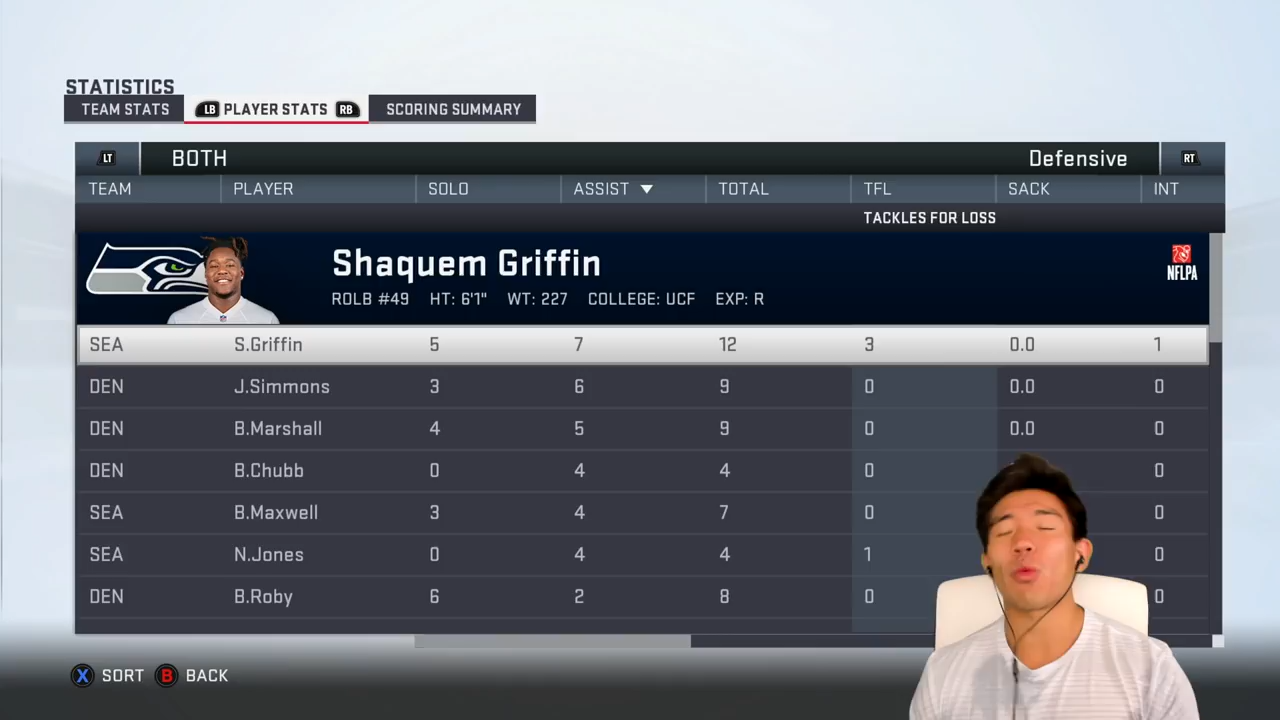 STATISTICS
TEAM STATS LB PLAYER STATS RB SCORING SUMMARY
LT BOTH Defensive RT
TEAM PLAYER SOLO ASSIST TOTAL TFL SACK INT
TACKLES FOR LOSS
Shaquem Griffin
ROLB #49 HT: 6'1" WT: 227 COLLEGE: UCF EXP: R
NFLPA
SEA S.Griffin 5 7 12 3 0.0 1
DEN J.Simmons 3 6 9 0 0.0 0
DEN B.Marshall 4 5 9 0 0.0 0
DEN B.Chubb 0 4 4 0 0
SEA B.Maxwell 3 4 7 0 0
SEA N.Jones 0 4 4 1 0
DEN B.Roby 6 2 8 0 0
X SORT B BACK